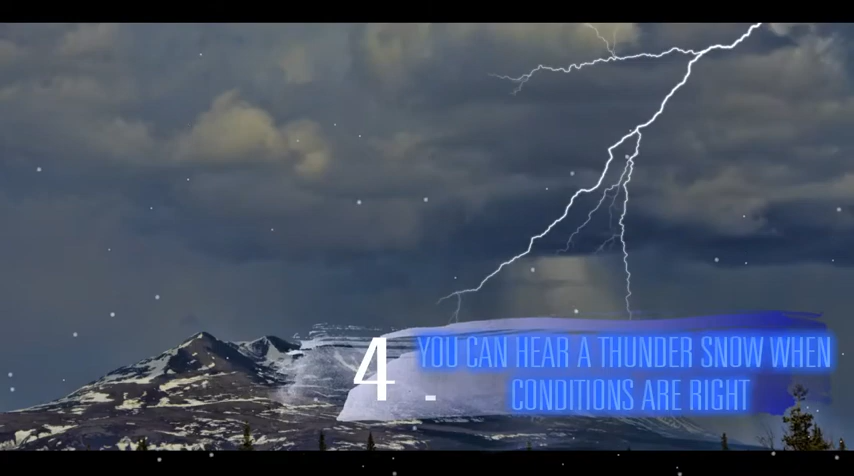 4.
YOU CAN HEAR A THUNDER SNOW WHEN
CONDITIONS ARE RIGHT